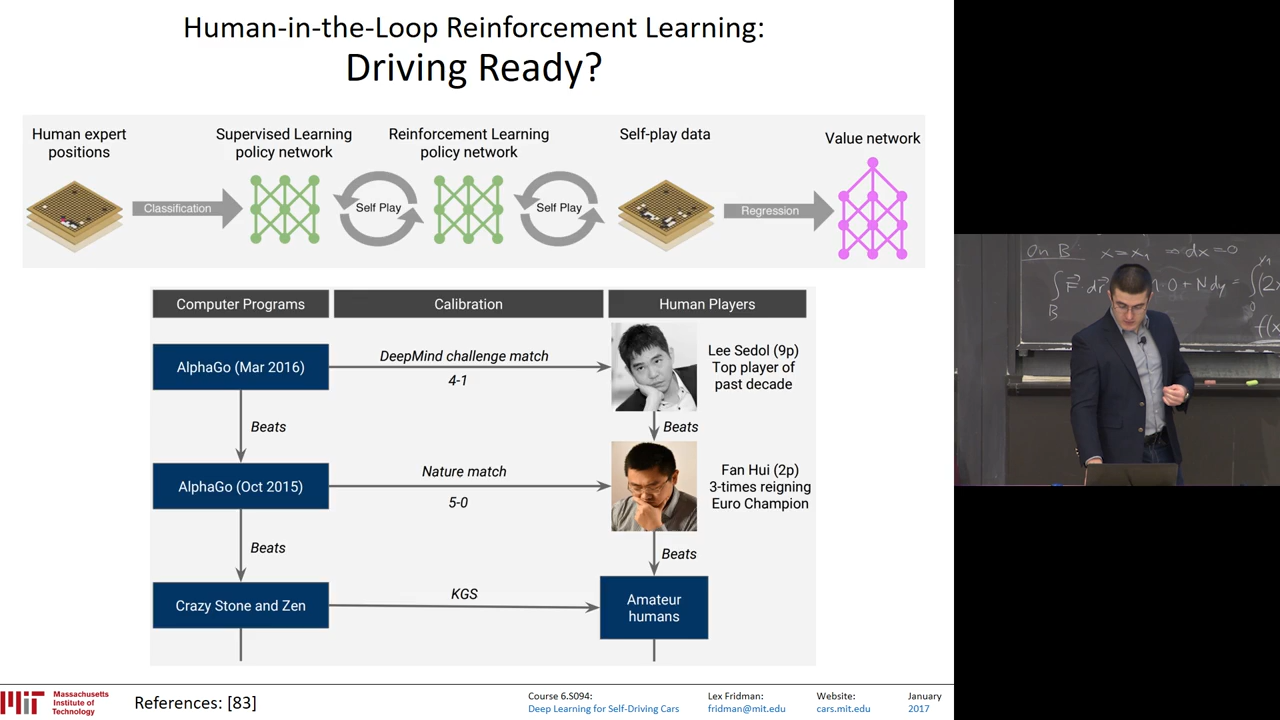 Human-in-the-Loop Reinforcement Learning:
Driving Ready?
Human expert
positions
Supervised Learning
policy network
Reinforcement Learning
policy network
Self-play data
Value network
Classification
Self Play
Self Play
Regression
Computer Programs
Calibration
Human Players
AlphaGo (Mar 2016)
DeepMind challenge match
4-1
Lee Sedol (9p)
Top player of
past decade
Beats
Beats
AlphaGo (Oct 2015)
Nature match
5-0
Fan Hui (2p)
3-times reigning
Euro Champion
Beats
Beats
Crazy Stone and Zen
KGS
Amateur
humans
MIT
Massachusetts
Institute of
Technology
References: [83]
Course 6.S094:
Deep Learning for Self-Driving Cars
Lex Fridman:
fridman@mit.edu
Website:
cars.mit.edu
January
2017
On B x = x₁ ⇒ dx = 0